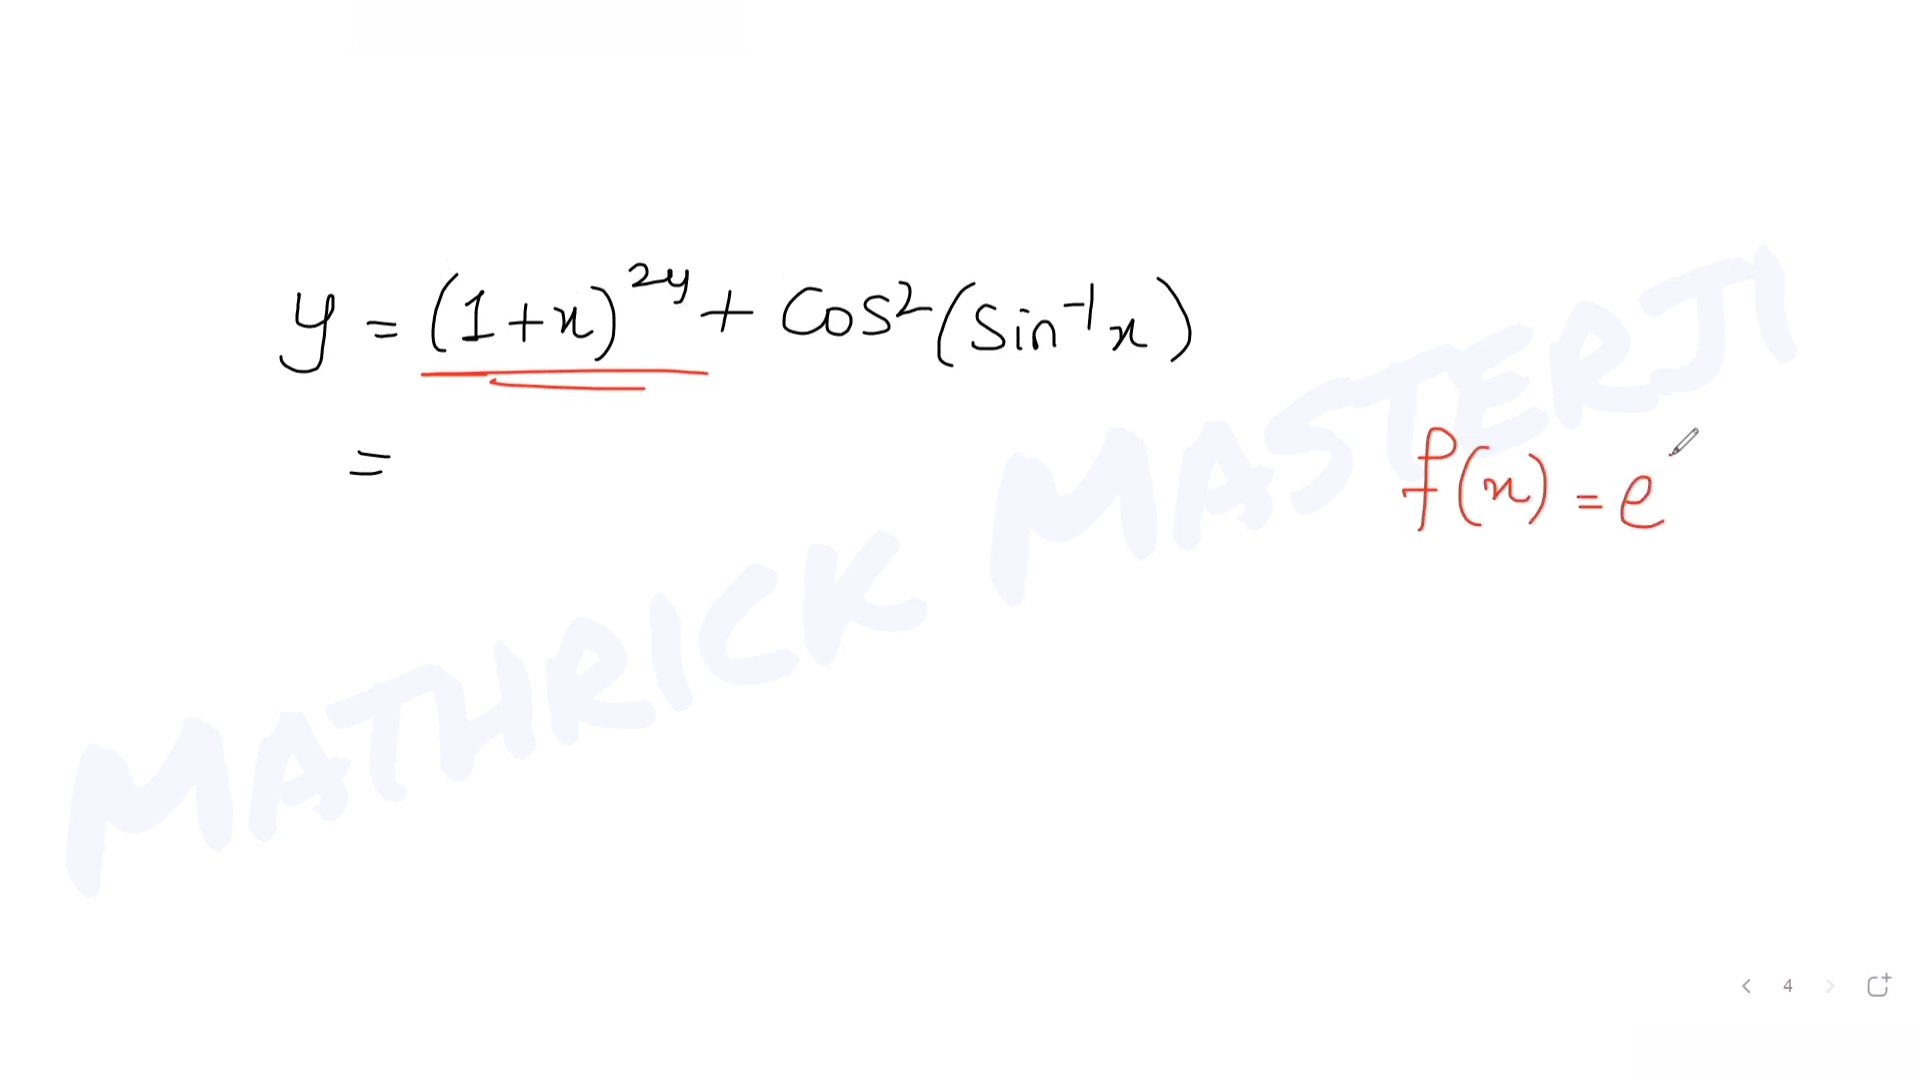 y = (1+x)^{2y} + Cos²(Sin⁻¹x)
=
f(x) = e
MATHRICK MASTERJI
4